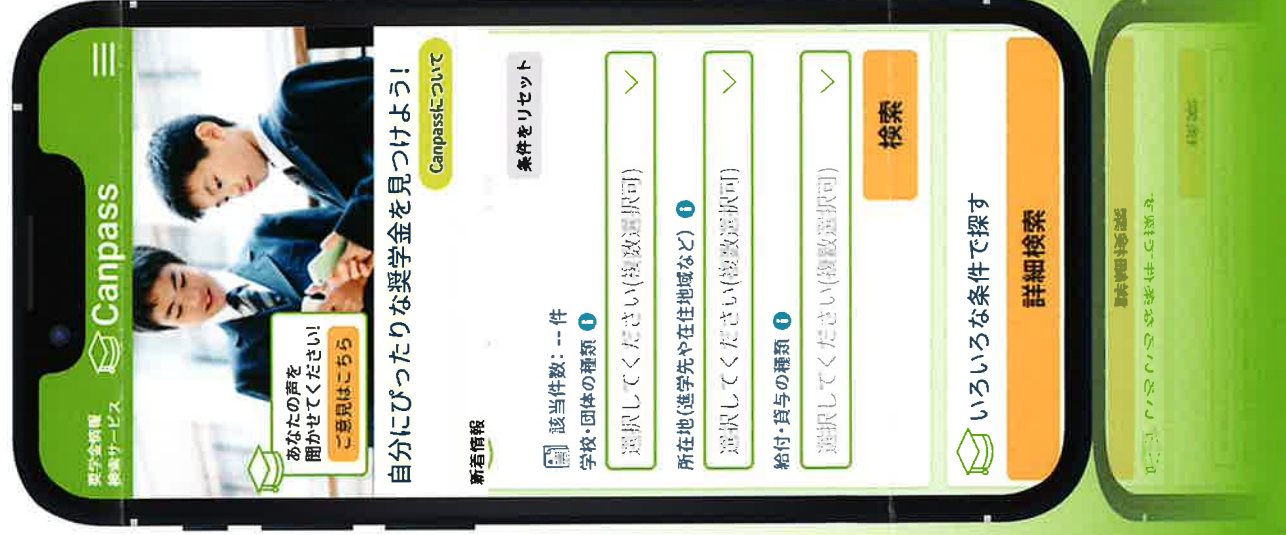 奨学金情報
検索サービス
Canpass
あなたの声を
聞かせてください!
ご意見はこちら
自分にぴったりな奨学金を見つけよう!
Canpassについて
新着情報
条件をリセット
該当件数: -- 件
学校・団体の種類
選択してください(複数選択可)
所在地(進学先や在住地域など)
選択してください(複数選択可)
給付・貸与の種類
選択してください(複数選択可)
検索
いろいろな条件で探す
詳細検索